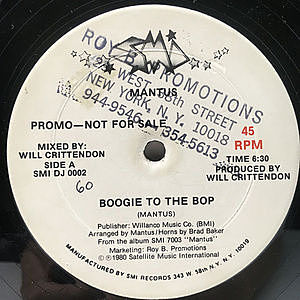 SMI
MANTUS
ROY B. PROMOTIONS
WEST 38th STREET
NEW YORK, N.Y. 10018
944-9546 354-5613
PROMO—NOT FOR SALE
45
RPM
MIXED BY:
WILL CRITTENDON
SIDE A
SMI DJ 0002
60
TIME 6:30
PRODUCED BY
WILL CRITTENDON
BOOGIE TO THE BOP
(MANTUS)
Publisher: Willanco Music Co. (BMI)
Arranged by Mantus/Horns by Brad Baker
From the album SMI 7003 "Mantus"
Marketing: Roy B. Promotions
©1980 Satellite Music International
MANUFACTURED BY SMI RECORDS 343 W. 58th N.Y., N.Y. 10019